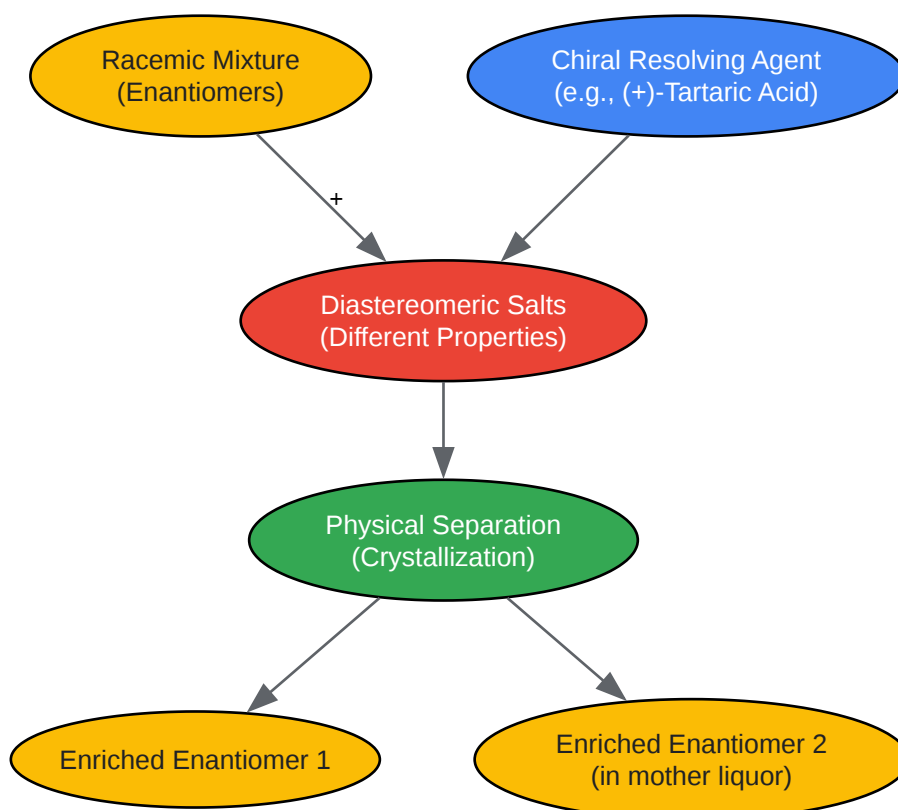 Racemic Mixture
(Enantiomers)
Chiral Resolving Agent
(e.g., (+)-Tartaric Acid)
+
Diastereomeric Salts
(Different Properties)
Physical Separation
(Crystallization)
Enriched Enantiomer 1
Enriched Enantiomer 2
(in mother liquor)